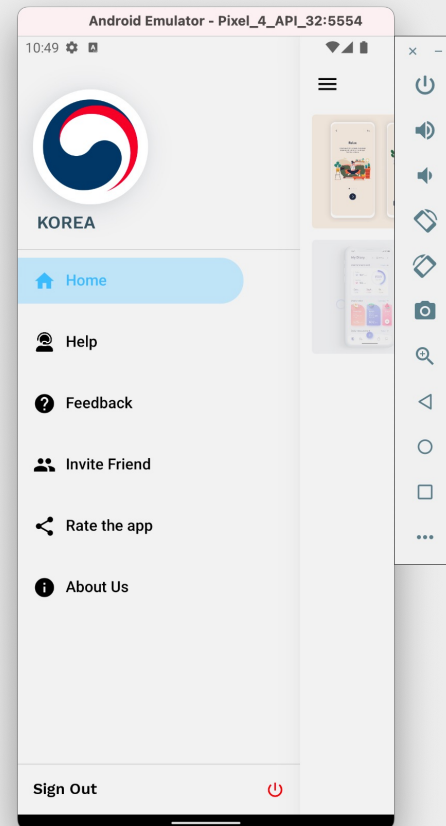 Android Emulator - Pixel_4_API_32:5554
10:49
KOREA
Home
Help
Feedback
Invite Friend
Rate the app
About Us
Sign Out